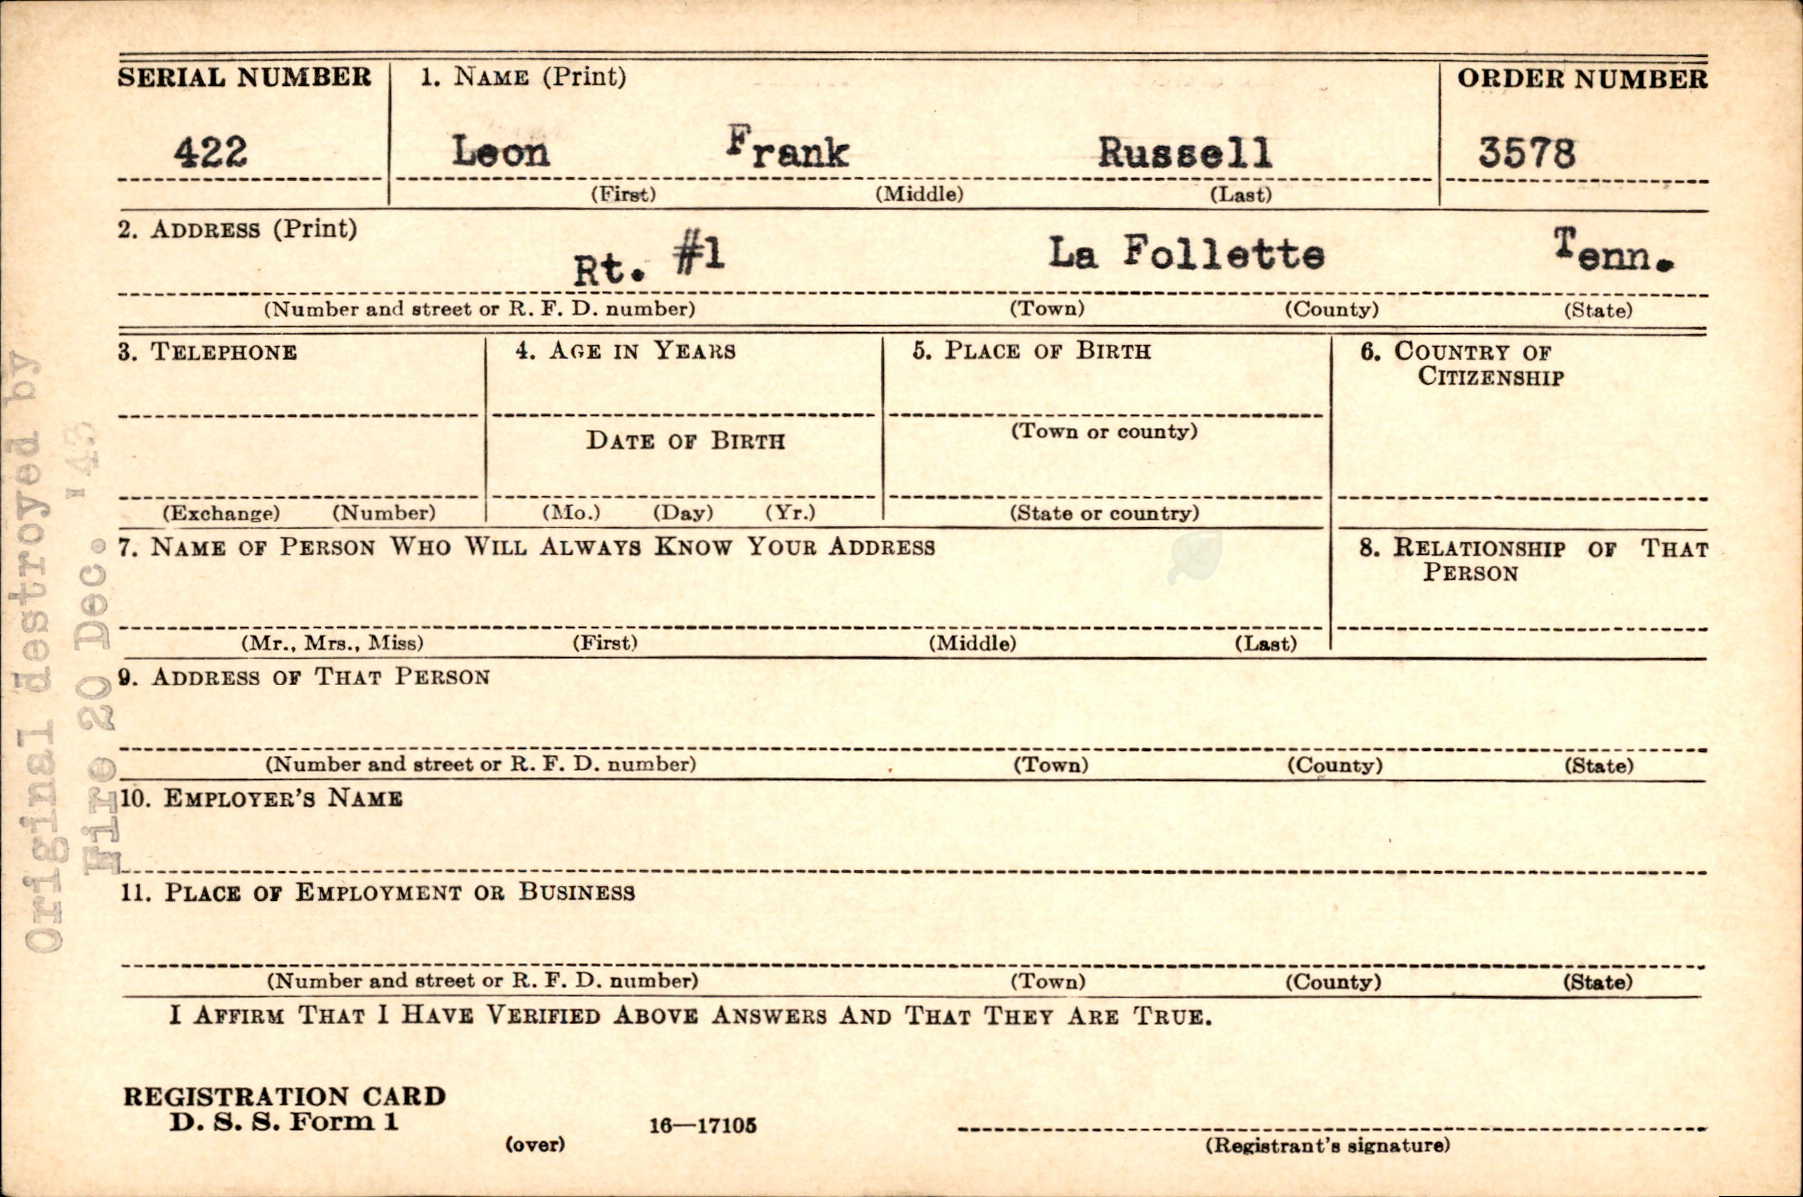 SERIAL NUMBER 1. NAME (Print) ORDER NUMBER
422 Leon Frank Russell 3578
(First) (Middle) (Last)
2. ADDRESS (Print)
Rt. #1 La Follette Tenn.
(Number and street or R. F. D. number) (Town) (County) (State)
3. TELEPHONE 4. AGE IN YEARS 5. PLACE OF BIRTH 6. COUNTRY OF
CITIZENSHIP
DATE OF BIRTH (Town or county)
(Exchange) (Number) (Mo.) (Day) (Yr.) (State or country)
7. NAME OF PERSON WHO WILL ALWAYS KNOW YOUR ADDRESS 8. RELATIONSHIP OF THAT
PERSON
(Mr., Mrs., Miss) (First) (Middle) (Last)
9. ADDRESS OF THAT PERSON
(Number and street or R. F. D. number) (Town) (County) (State)
10. EMPLOYER'S NAME
11. PLACE OF EMPLOYMENT OR BUSINESS
(Number and street or R. F. D. number) (Town) (County) (State)
I AFFIRM THAT I HAVE VERIFIED ABOVE ANSWERS AND THAT THEY ARE TRUE.
REGISTRATION CARD
D. S. S. Form 1
(over) 16—17105
(Registrant's signature)
Original destroyed by
Fire 20 Dec. '43